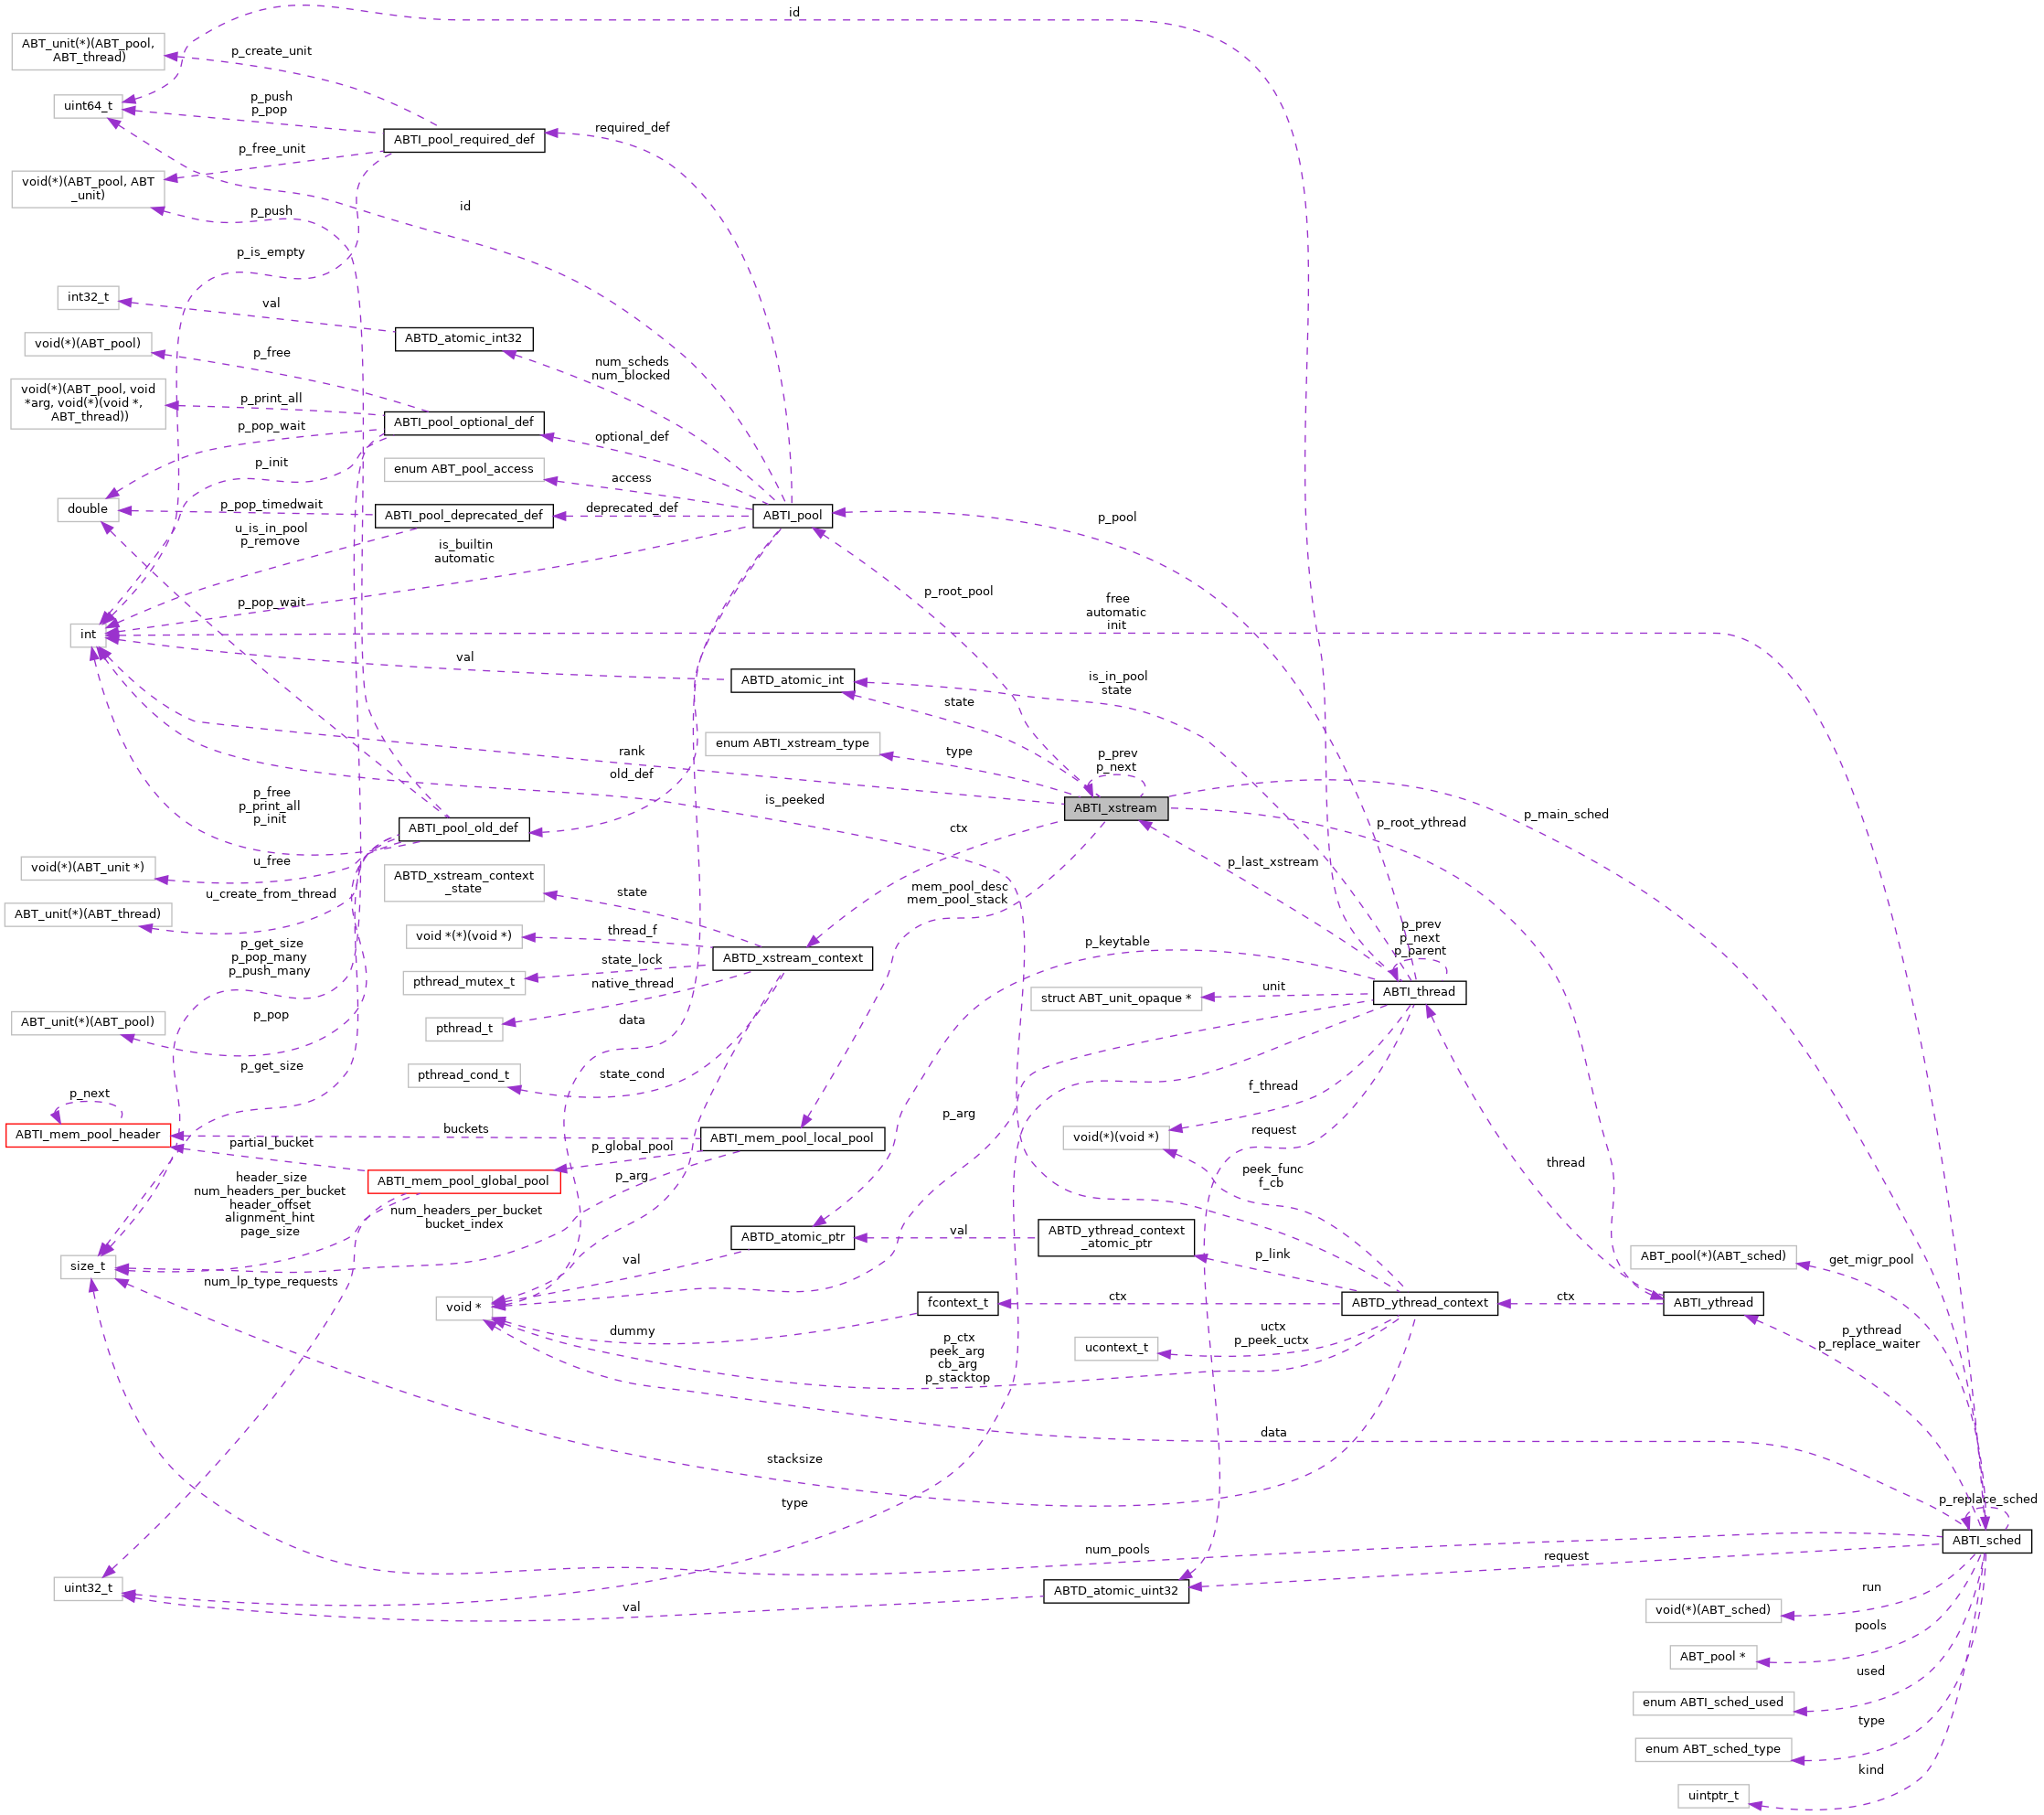 id
ABT_unit(*)(ABT_pool,
ABT_thread)
p_create_unit
uint64_t
p_push
p_pop
required_def
ABTI_pool_required_def
p_free_unit
void(*)(ABT_pool, ABT
_unit)
p_push
id
p_is_empty
int32_t
val
ABTD_atomic_int32
void(*)(ABT_pool)
p_free
num_scheds
num_blocked
void(*)(ABT_pool, void
*arg, void(*)(void *,
ABT_thread))
p_print_all
ABTI_pool_optional_def
p_pop_wait
optional_def
p_init
enum ABT_pool_access
access
double
p_pop_timedwait
ABTI_pool_deprecated_def
deprecated_def
ABTI_pool
p_pool
u_is_in_pool
p_remove
is_builtin
automatic
p_root_pool
p_pop_wait
free
automatic
init
int
val
ABTD_atomic_int
is_in_pool
state
state
enum ABTI_xstream_type
type
rank
p_prev
p_next
old_def
is_peeked
ABTI_xstream
p_free
p_print_all
p_init
ABTI_pool_old_def
ctx
p_root_ythread
p_main_sched
void(*)(ABT_unit *)
u_free
p_last_xstream
ABTD_xstream_context
_state
state
mem_pool_desc
mem_pool_stack
u_create_from_thread
ABT_unit(*)(ABT_thread)
void *(*)(void *)
thread_f
p_keytable
p_prev
p_next
p_parent
p_get_size
p_pop_many
p_push_many
ABTD_xstream_context
state_lock
pthread_mutex_t
native_thread
unit
struct ABT_unit_opaque *
ABTI_thread
ABT_unit(*)(ABT_pool)
p_pop
pthread_t
data
p_get_size
pthread_cond_t
state_cond
f_thread
p_next
ABTI_mem_pool_header
buckets
p_arg
request
ABTI_mem_pool_local_pool
void(*)(void *)
partial_bucket
p_global_pool
thread
p_arg
peek_func
f_cb
ABTI_mem_pool_global_pool
header_size
num_headers_per_bucket
header_offset
alignment_hint
page_size
num_headers_per_bucket
bucket_index
ABTD_atomic_ptr
val
ABTD_ythread_context
_atomic_ptr
p_link
ABT_pool(*)(ABT_sched)
get_migr_pool
size_t
val
num_lp_type_requests
void *
fcontext_t
ctx
ABTD_ythread_context
ctx
ABTI_ythread
dummy
p_ctx
peek_arg
cb_arg
p_stacktop
ucontext_t
uctx
p_peek_uctx
p_ythread
p_replace_waiter
data
stacksize
type
p_replace_sched
num_pools
request
ABTI_sched
uint32_t
val
ABTD_atomic_uint32
run
void(*)(ABT_sched)
pools
ABT_pool *
used
enum ABTI_sched_used
type
enum ABT_sched_type
kind
uintptr_t